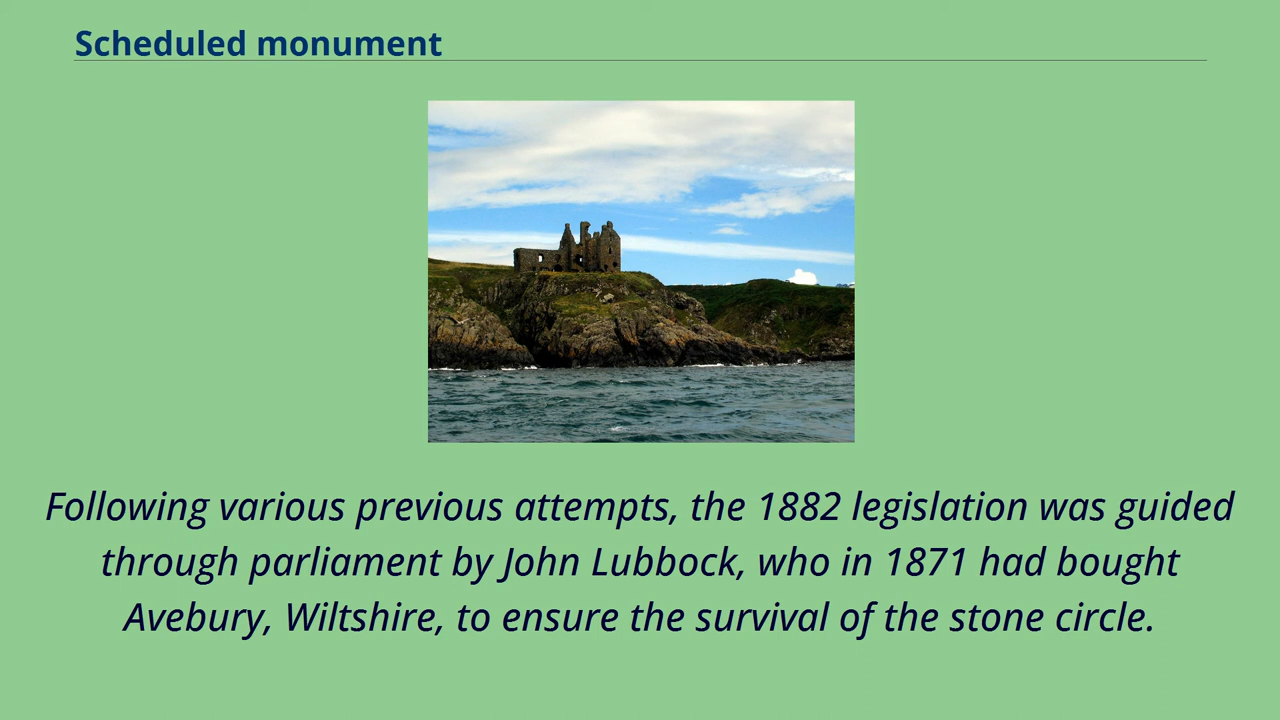 Scheduled monument
Following various previous attempts, the 1882 legislation was guided
through parliament by John Lubbock, who in 1871 had bought
Avebury, Wiltshire, to ensure the survival of the stone circle.